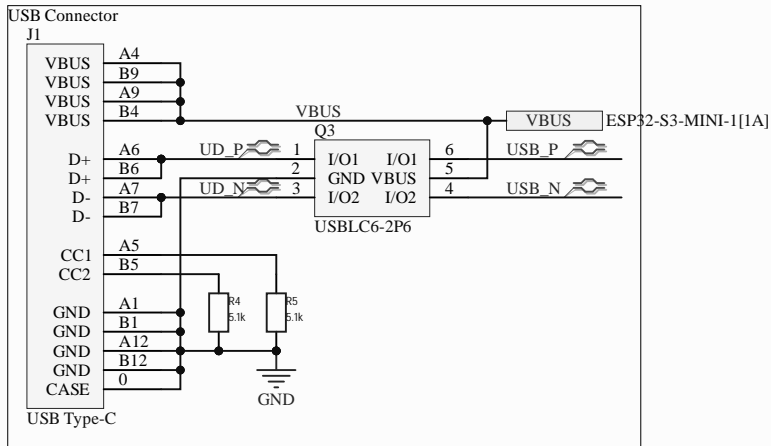 USB Connector
J1
VBUS A4
VBUS B9
VBUS A9
VBUS B4
VBUS
VBUS ESP32-S3-MINI-1[1A]
Q3
D+ A6
D+ B6
D- A7
D- B7
UD_P 1 I/O1 I/O1 6 USB_P
2 GND VBUS 5
UD_N 3 I/O2 I/O2 4 USB_N
USBLC6-2P6
CC1 A5
CC2 B5
R4
5.1k
R5
5.1k
GND A1
GND B1
GND A12
GND B12
CASE 0
GND
USB Type-C